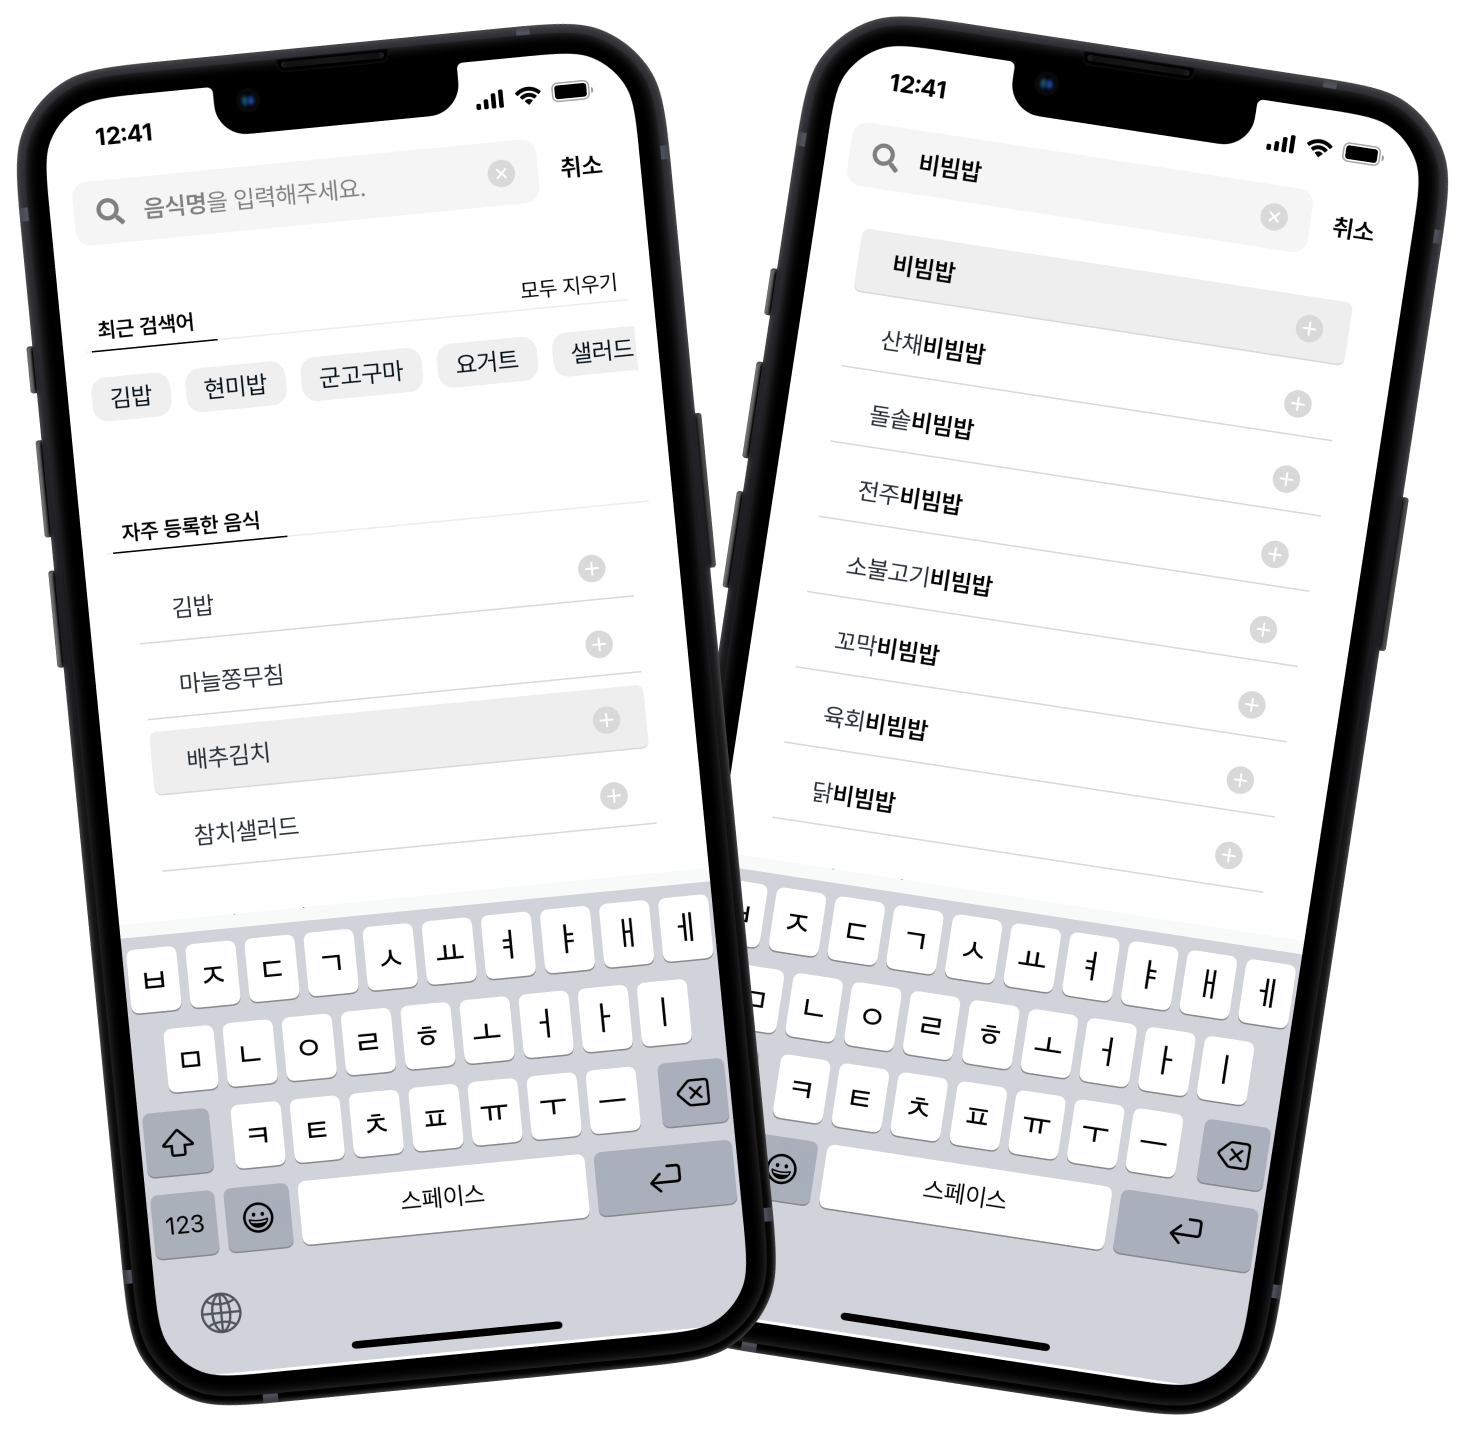 12:41
음식명을 입력해주세요.
취소
모두 지우기
최근 검색어
김밥 현미밥 군고구마 요거트 샐러드
자주 등록한 음식
김밥
마늘쫑무침
배추김치
참치샐러드
ㅂ ㅈ ㄷ ㄱ ㅅ ㅛ ㅕ ㅑ ㅐ ㅔ
ㅁ ㄴ ㅇ ㄹ ㅎ ㅗ ㅓ ㅏ ㅣ
ㅋ ㅌ ㅊ ㅍ ㅠ ㅜ ㅡ
123 스페이스
12:41
비빔밥
취소
비빔밥
산채비빔밥
돌솥비빔밥
전주비빔밥
소불고기비빔밥
꼬막비빔밥
육회비빔밥
닭비빔밥
ㅈ ㄷ ㄱ ㅅ ㅛ ㅕ ㅑ ㅐ ㅔ
ㅁ ㄴ ㅇ ㄹ ㅎ ㅗ ㅓ ㅏ ㅣ
ㅋ ㅌ ㅊ ㅍ ㅠ ㅜ ㅡ
스페이스